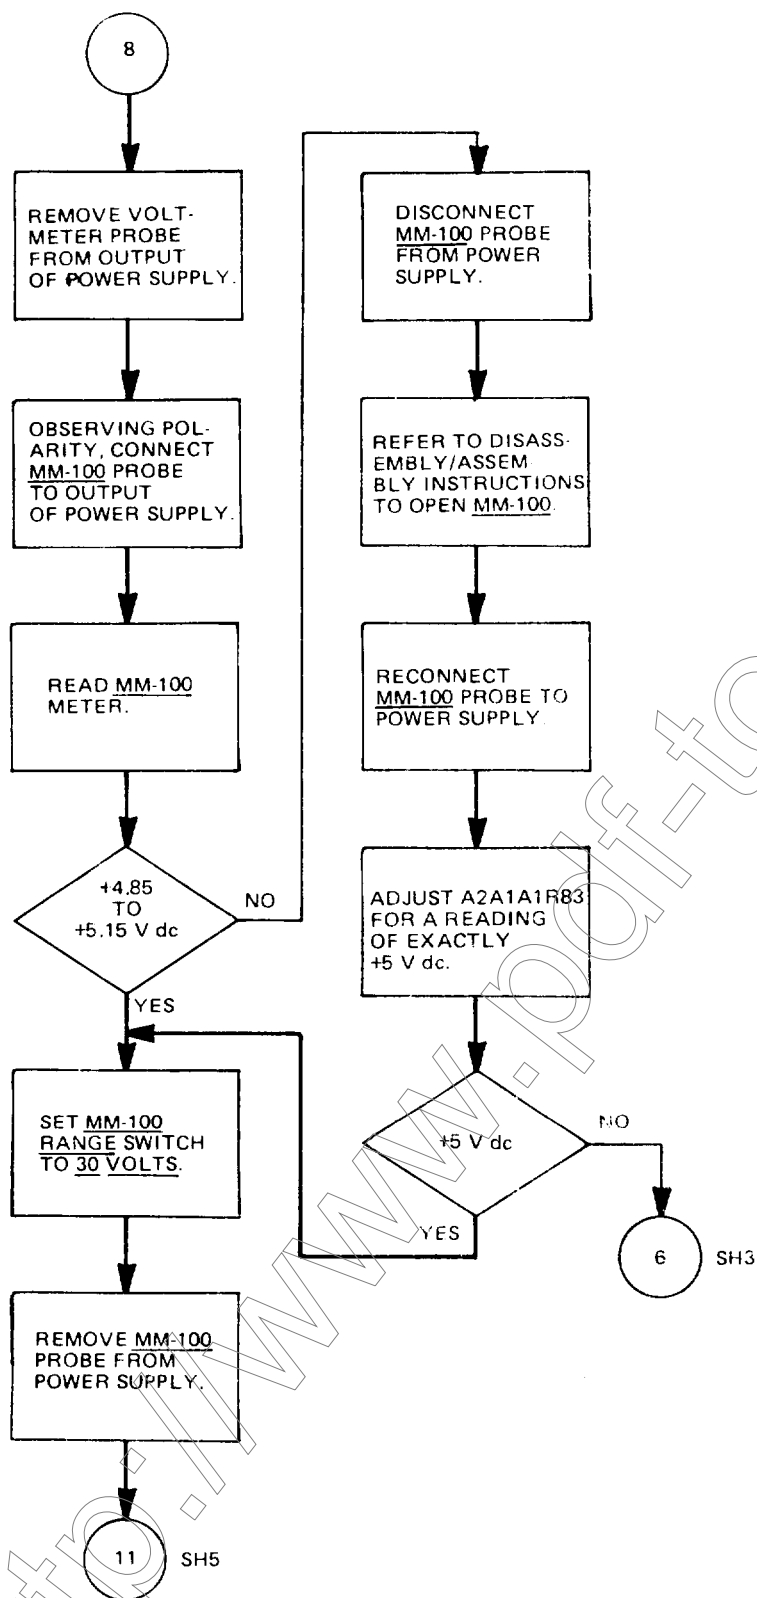 8
REMOVE VOLT-
METER PROBE
FROM OUTPUT
OF POWER SUPPLY.
OBSERVING POL-
ARITY, CONNECT
MM-100 PROBE
TO OUTPUT
OF POWER SUPPLY.
READ MM-100
METER.
+4.85
TO
+5.15 V dc
NO
YES
SET MM-100
RANGE SWITCH
TO 30 VOLTS.
REMOVE MM-100
PROBE FROM
POWER SUPPLY.
11
SH5
DISCONNECT
MM-100 PROBE
FROM POWER
SUPPLY.
REFER TO DISASS-
EMBLY/ASSEM
BLY INSTRUCTIONS
TO OPEN MM-100.
RECONNECT
MM-100 PROBE TO
POWER SUPPLY.
ADJUST A2A1A1R83
FOR A READING
OF EXACTLY
+5 V dc.
+5 V dc
NO
YES
6
SH3
tp://www.pdf-to